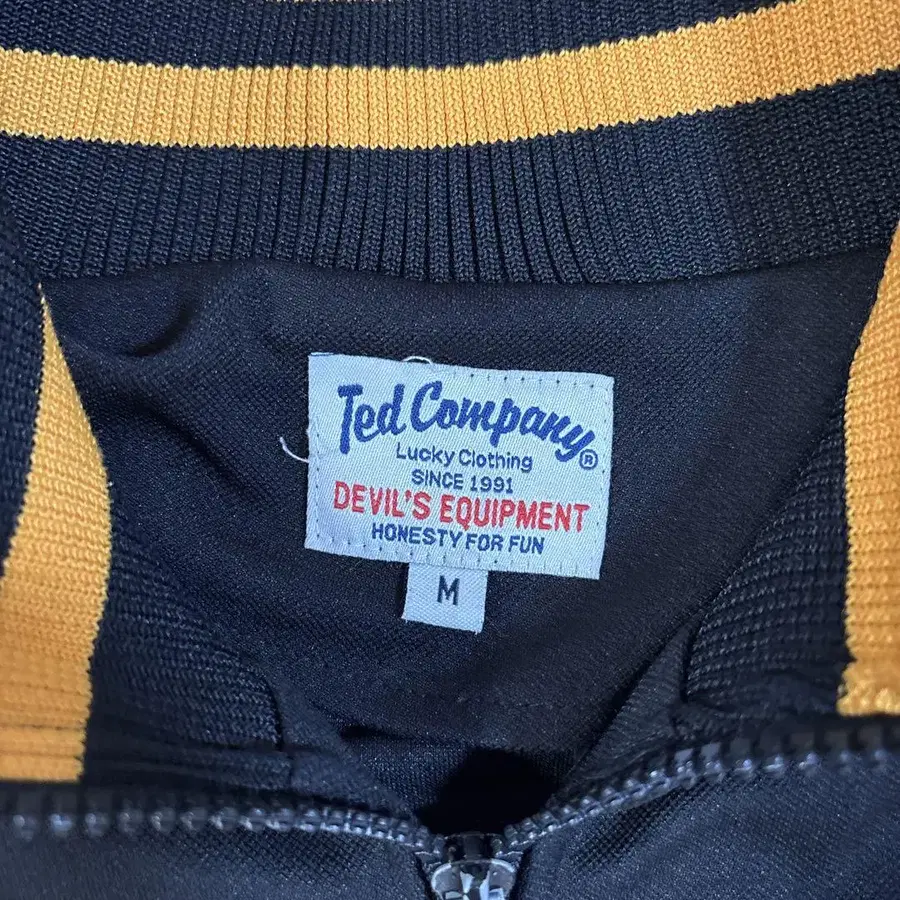 Ted Company®
Lucky Clothing
SINCE 1991
DEVIL'S EQUIPMENT
HONESTY FOR FUN
M